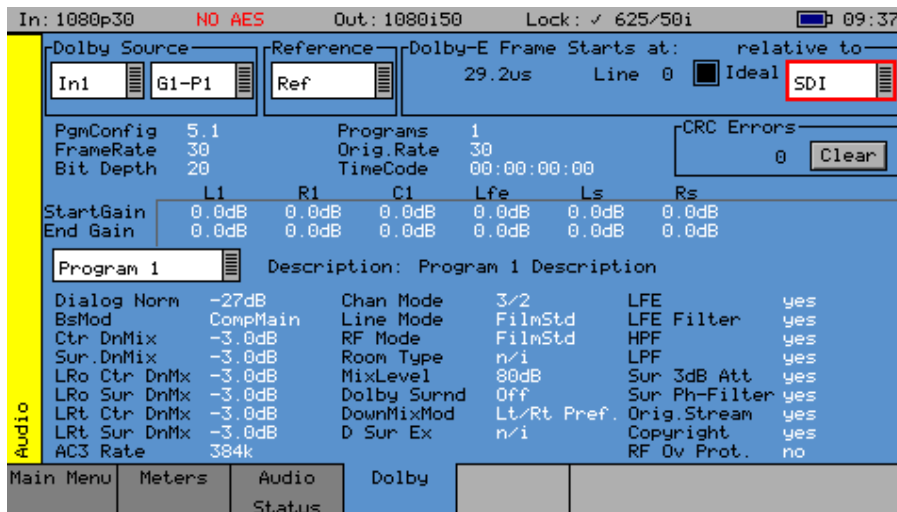 In: 1080p30 NO AES Out: 1080i50 Lock: ✓ 625/50i 09:37
Dolby Source Reference Dolby-E Frame Starts at: relative to
In1 G1-P1 Ref 29.2us Line 0 Ideal SDI
PgmConfig 5.1 Programs 1 CRC Errors
FrameRate 30 Orig.Rate 30 0 Clear
Bit Depth 20 TimeCode 00:00:00:00
L1 R1 C1 Lfe Ls Rs
StartGain 0.0dB 0.0dB 0.0dB 0.0dB 0.0dB 0.0dB
End Gain 0.0dB 0.0dB 0.0dB 0.0dB 0.0dB 0.0dB
Program 1 Description: Program 1 Description
Dialog Norm -27dB Chan Mode 3/2 LFE yes
BsMod CompMain Line Mode FilmStd LFE Filter yes
Ctr DnMix -3.0dB RF Mode FilmStd HPF yes
Sur.DnMix -3.0dB Room Type n/i LPF yes
LRo Ctr DnMx -3.0dB MixLevel 80dB Sur 3dB Att yes
LRo Sur DnMx -3.0dB Dolby Surnd Off Sur Ph-Filter yes
LRt Ctr DnMx -3.0dB DownMixMod Lt/Rt Pref. Orig.Stream yes
LRt Sur DnMx -3.0dB D Sur Ex n/i Copyright yes
AC3 Rate 384k RF Ov Prot. no
Audio
Main Menu Meters Audio Status Dolby